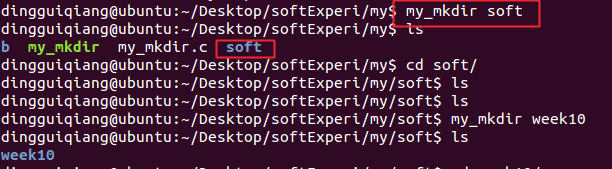 dingguiqiang@ubuntu:~/Desktop/softExperi/my$ my_mkdir soft
dingguiqiang@ubuntu:~/Desktop/softExperi/my$ ls
b  my_mkdir  my_mkdir.c  soft
dingguiqiang@ubuntu:~/Desktop/softExperi/my$ cd soft/
dingguiqiang@ubuntu:~/Desktop/softExperi/my/soft$ ls
dingguiqiang@ubuntu:~/Desktop/softExperi/my/soft$ ls
dingguiqiang@ubuntu:~/Desktop/softExperi/my/soft$ my_mkdir week10
dingguiqiang@ubuntu:~/Desktop/softExperi/my/soft$ ls
week10